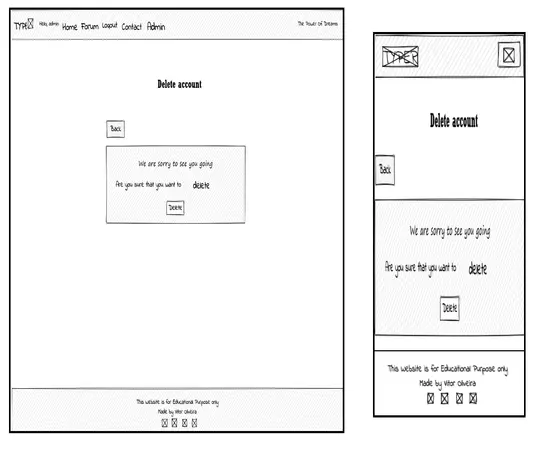 TYPER Hello, admin Home Forum Logout Contact Admin The Power of Dreams
Delete account
Back
We are sorry to see you going
Are you sure that you want to delete
Delete
This website is for Educational Purpose only
Made by Vitor Oliveira
TYPER
Delete account
Back
We are sorry to see you going
Are you sure that you want to delete
Delete
This website is for Educational Purpose only
Made by Vitor Oliveira